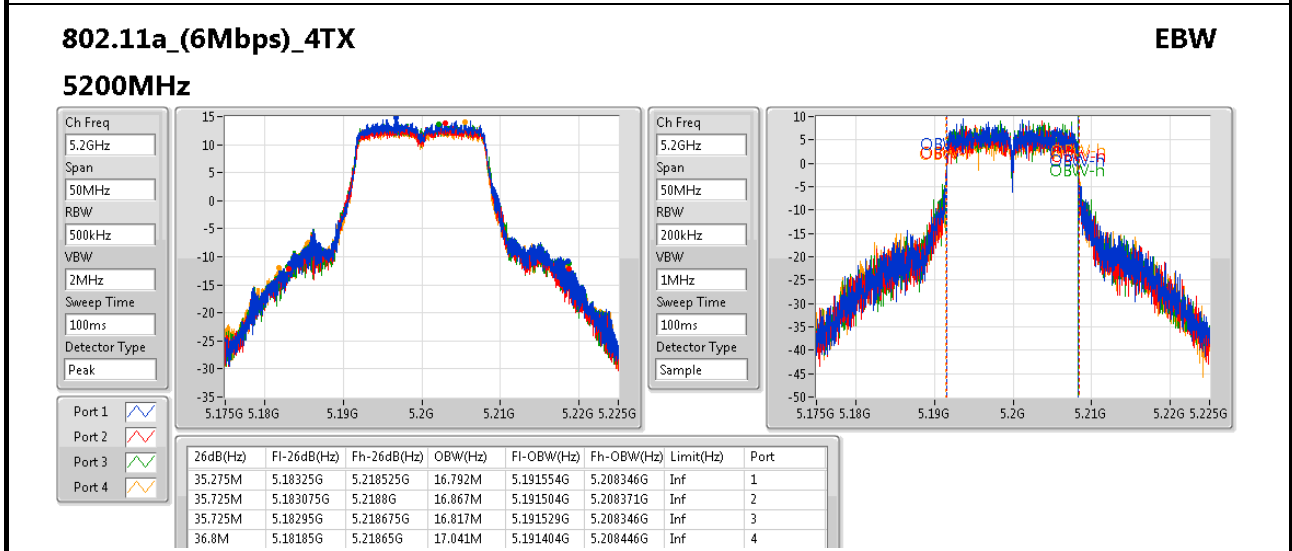 802.11a_(6Mbps)_4TX EBW
5200MHz
Ch Freq
5.2GHz
Span
50MHz
RBW
500kHz
VBW
2MHz
Sweep Time
100ms
Detector Type
Peak
15
10
5
0
-5
-10
-15
-20
-25
-30
-35
5.175G 5.18G 5.19G 5.2G 5.21G 5.22G 5.225G
Ch Freq
5.2GHz
Span
50MHz
RBW
200kHz
VBW
1MHz
Sweep Time
100ms
Detector Type
Sample
10
5
0
-5
-10
-15
-20
-25
-30
-35
-40
-45
-50
OBW-h
5.175G 5.18G 5.19G 5.2G 5.21G 5.22G 5.225G
Port 1
Port 2
Port 3
Port 4
26dB(Hz) Fl-26dB(Hz) Fh-26dB(Hz) OBW(Hz) Fl-OBW(Hz) Fh-OBW(Hz) Limit(Hz) Port
35.275M 5.18325G 5.218525G 16.792M 5.191554G 5.208346G Inf 1
35.725M 5.183075G 5.2188G 16.867M 5.191504G 5.208371G Inf 2
35.725M 5.18295G 5.218675G 16.817M 5.191529G 5.208346G Inf 3
36.8M 5.18185G 5.21865G 17.041M 5.191404G 5.208446G Inf 4